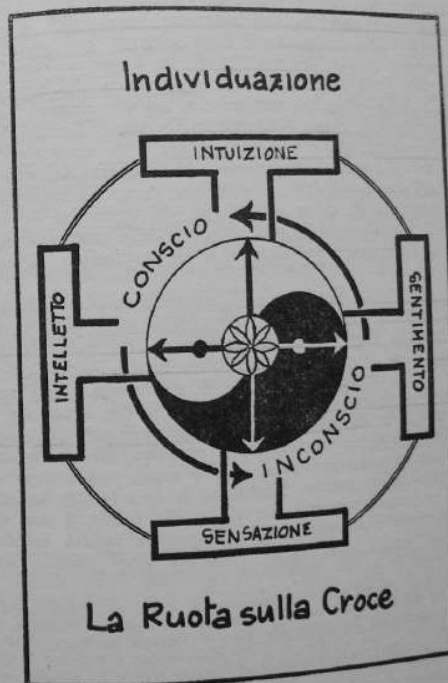 Individuazione
INTUIZIONE
CONSCIO
INTELLETTO
SENTIMENTO
INCONSCIO
SENSAZIONE
La Ruota sulla Croce